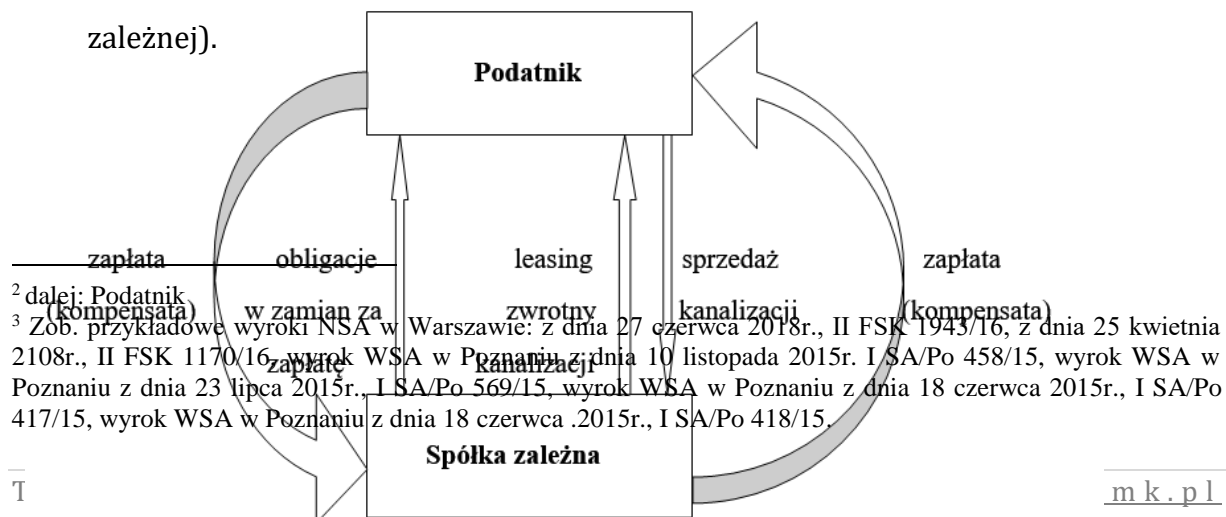 zależnej).
Podatnik
zapłata obligacje leasing sprzedaż zapłata
(kompensata) w zamian za zwrotny kanalizacji (kompensata)
zapłatę kanalizacji
² dalej: Podatnik
³ Zob. przykładowe wyroki NSA w Warszawie: z dnia 27 czerwca 2018r., II FSK 1943/16, z dnia 25 kwietnia
2108r., II FSK 1170/16, wyrok WSA w Poznaniu z dnia 10 listopada 2015r. I SA/Po 458/15, wyrok WSA w
Poznaniu z dnia 23 lipca 2015r., I SA/Po 569/15, wyrok WSA w Poznaniu z dnia 18 czerwca 2015r., I SA/Po
417/15, wyrok WSA w Poznaniu z dnia 18 czerwca .2015r., I SA/Po 418/15.
Spółka zależna
mk.pl